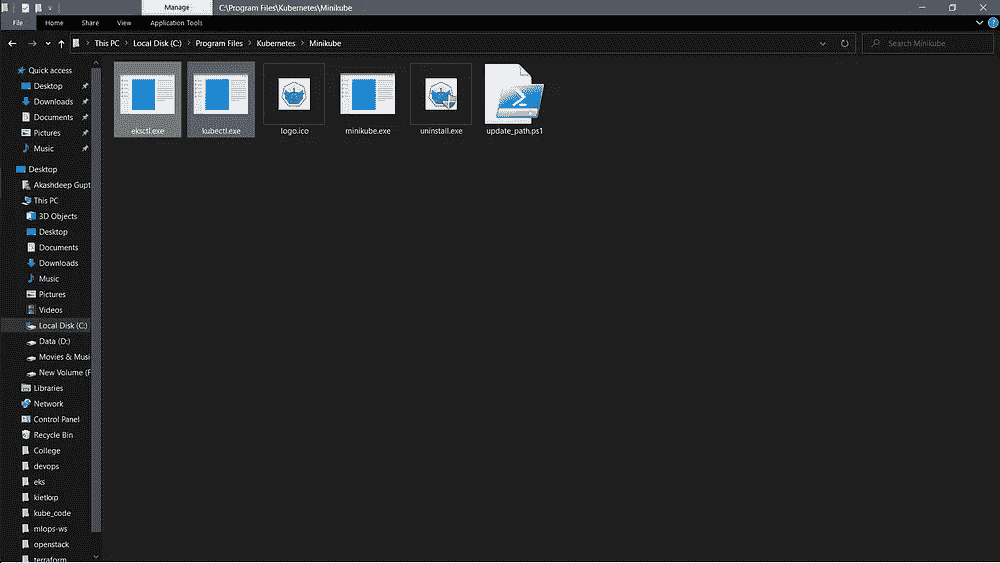 Manage
C:\Program Files\Kubernetes\Minikube
File
Home
Share
View
Application Tools
This PC > Local Disk (C:) > Program Files > Kubernetes > Minikube
Search Minikube
Quick access
Desktop
Downloads
Documents
Pictures
Music
Desktop
Akashdeep Gupt
This PC
3D Objects
Desktop
Documents
Downloads
Music
Pictures
Videos
Local Disk (C:)
Data (D:)
Movies & Musi
New Volume (F
Libraries
Network
Control Panel
Recycle Bin
College
devops
eks
kube_code
mlops-ws
openstack
terraform
eksctl.exe
kubectl.exe
logo.ico
minikube.exe
uninstall.exe
update_path.ps1